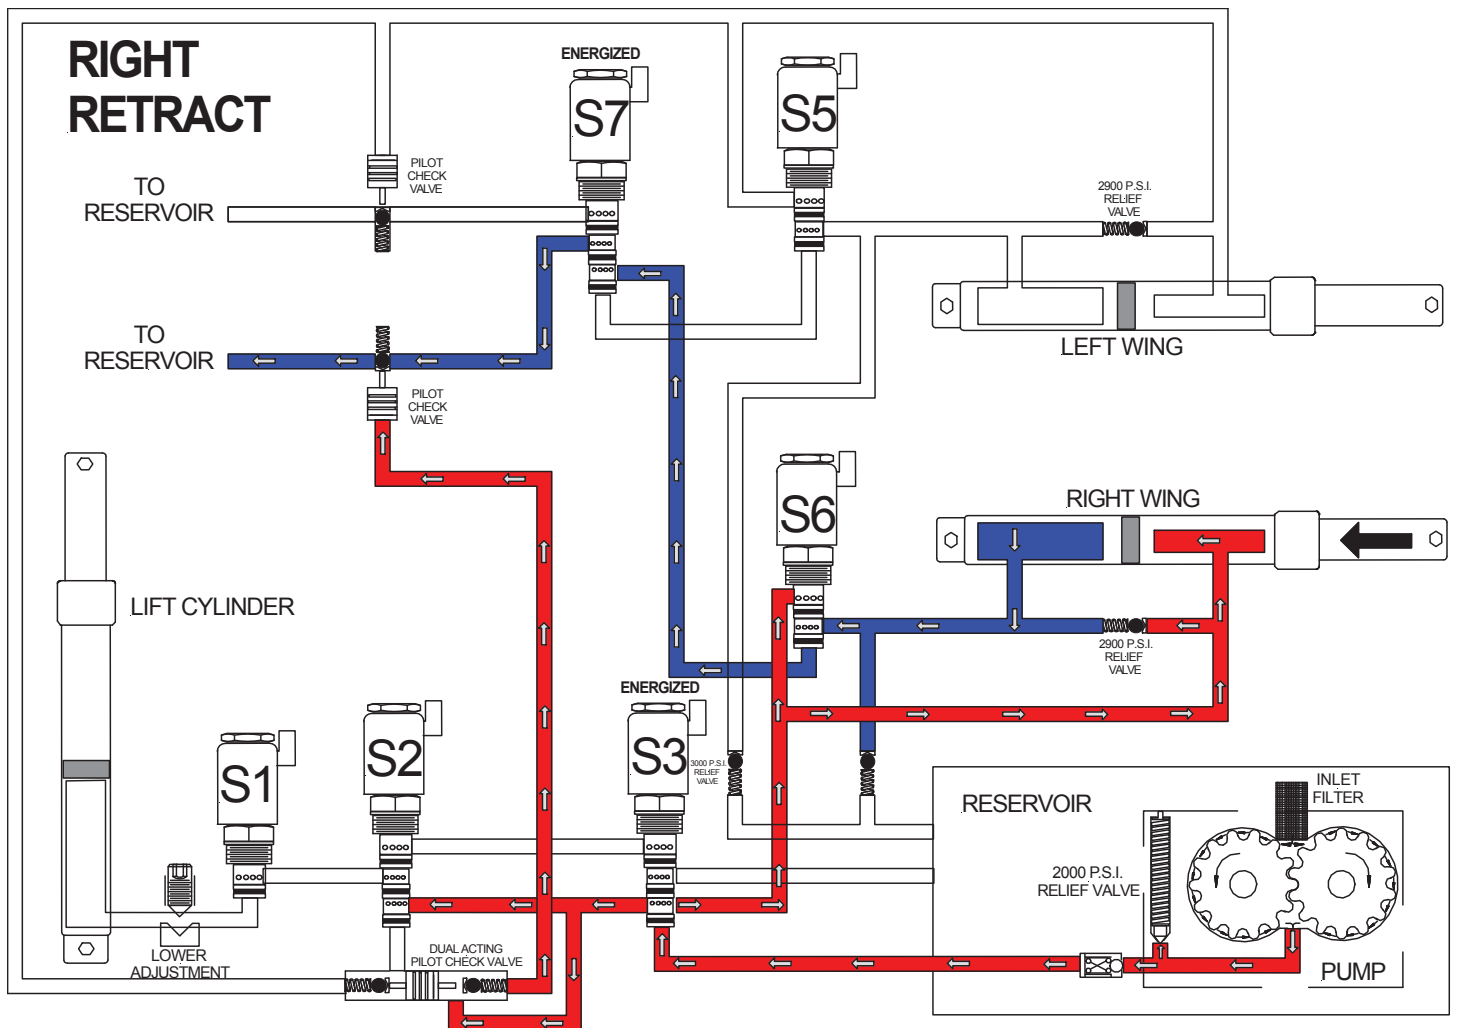 RIGHT
RETRACT
ENERGIZED
S7
S5
PILOT
CHECK
VALVE
TO
RESERVOIR
2900 P.S.I.
RELIEF
VALVE
LEFT WING
TO
RESERVOIR
PILOT
CHECK
VALVE
S6
RIGHT WING
LIFT CYLINDER
2900 P.S.I.
RELIEF
VALVE
ENERGIZED
S1
S2
S3
3000 P.S.I.
RELIEF
VALVE
RESERVOIR
INLET
FILTER
2000 P.S.I.
RELIEF VALVE
LOWER
ADJUSTMENT
DUAL ACTING
PILOT CHECK VALVE
PUMP